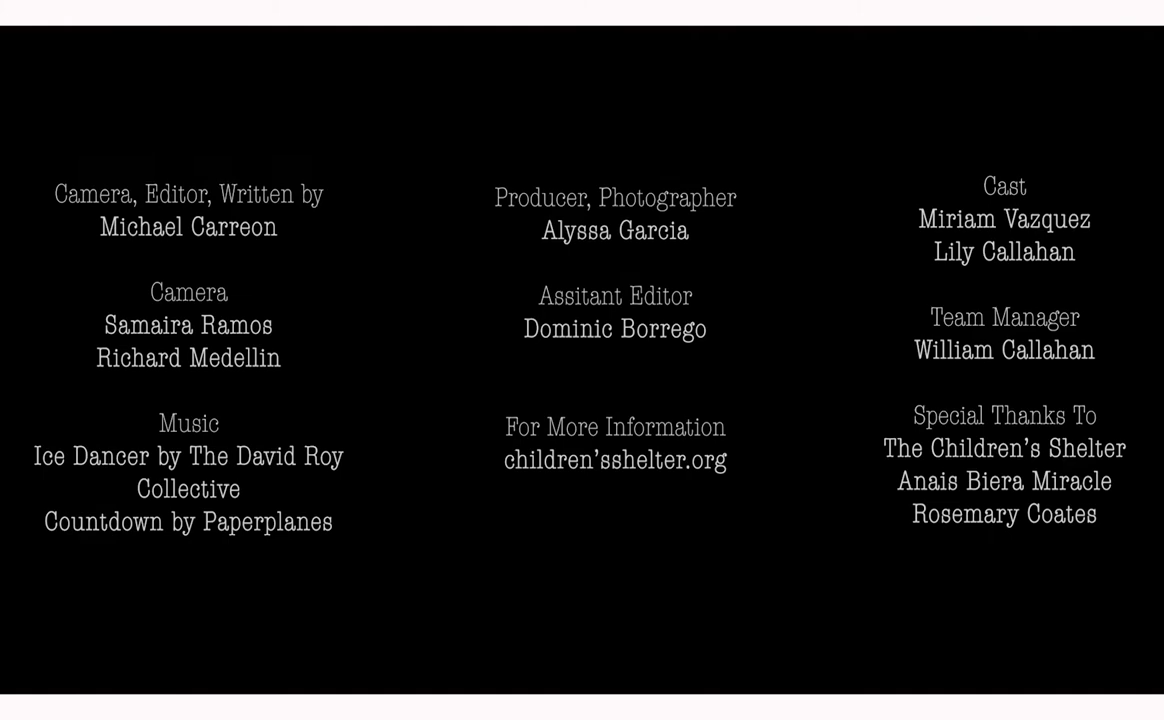 Camera, Editor, Written by
Michael Carreon
Camera
Samaira Ramos
Richard Medellin
Music
Ice Dancer by The David Roy
Collective
Countdown by Paperplanes
Producer, Photographer
Alyssa Garcia
Assitant Editor
Dominic Borrego
For More Information
children'sshelter.org
Cast
Miriam Vazquez
Lily Callahan
Team Manager
William Callahan
Special Thanks To
The Children's Shelter
Anais Biera Miracle
Rosemary Coates